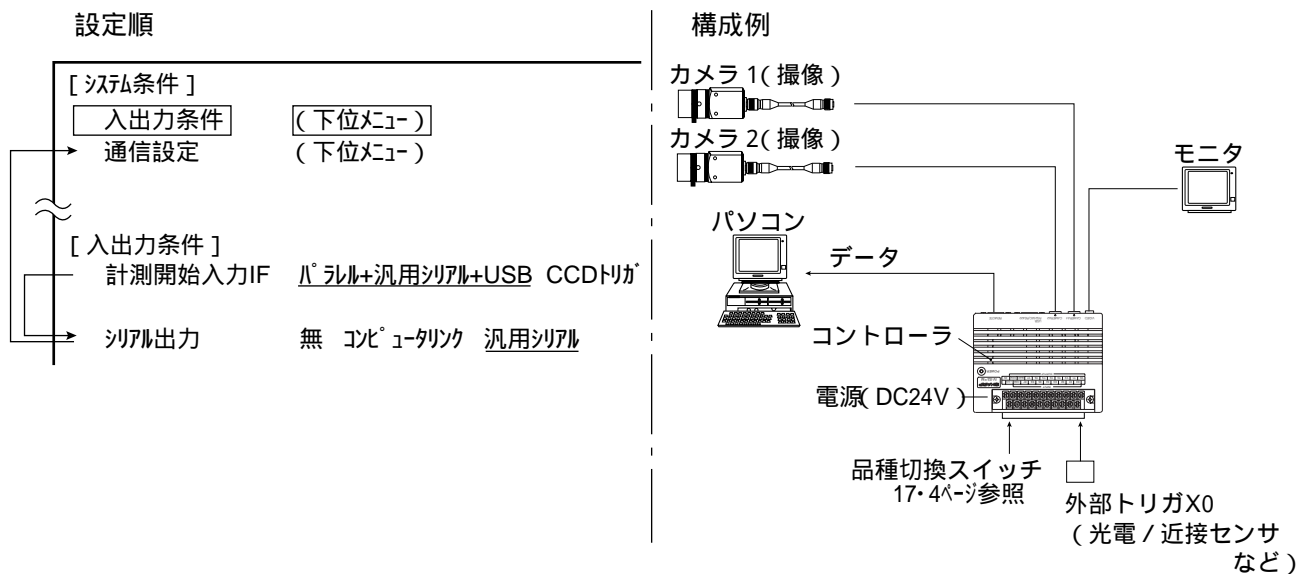 設定順
[ ｼｽﾃﾑ条件 ]
入出力条件 ( 下位ﾒﾆｭｰ )
通信設定 ( 下位ﾒﾆｭｰ )
[ 入出力条件 ]
計測開始入力IF ﾊﾟﾗﾚﾙ+汎用ｼﾘｱﾙ+USB CCDﾄﾘｶﾞ
ｼﾘｱﾙ出力 無 ｺﾝﾋﾟｭｰﾀﾘﾝｸ 汎用ｼﾘｱﾙ
構成例
カメラ 1( 撮像 )
カメラ 2( 撮像 )
モニタ
パソコン
データ
コントローラ
電源( DC24V )
品種切換スイッチ
17･4ﾍﾟｰｼﾞ参照
外部トリガX0
( 光電 / 近接センサ
など )